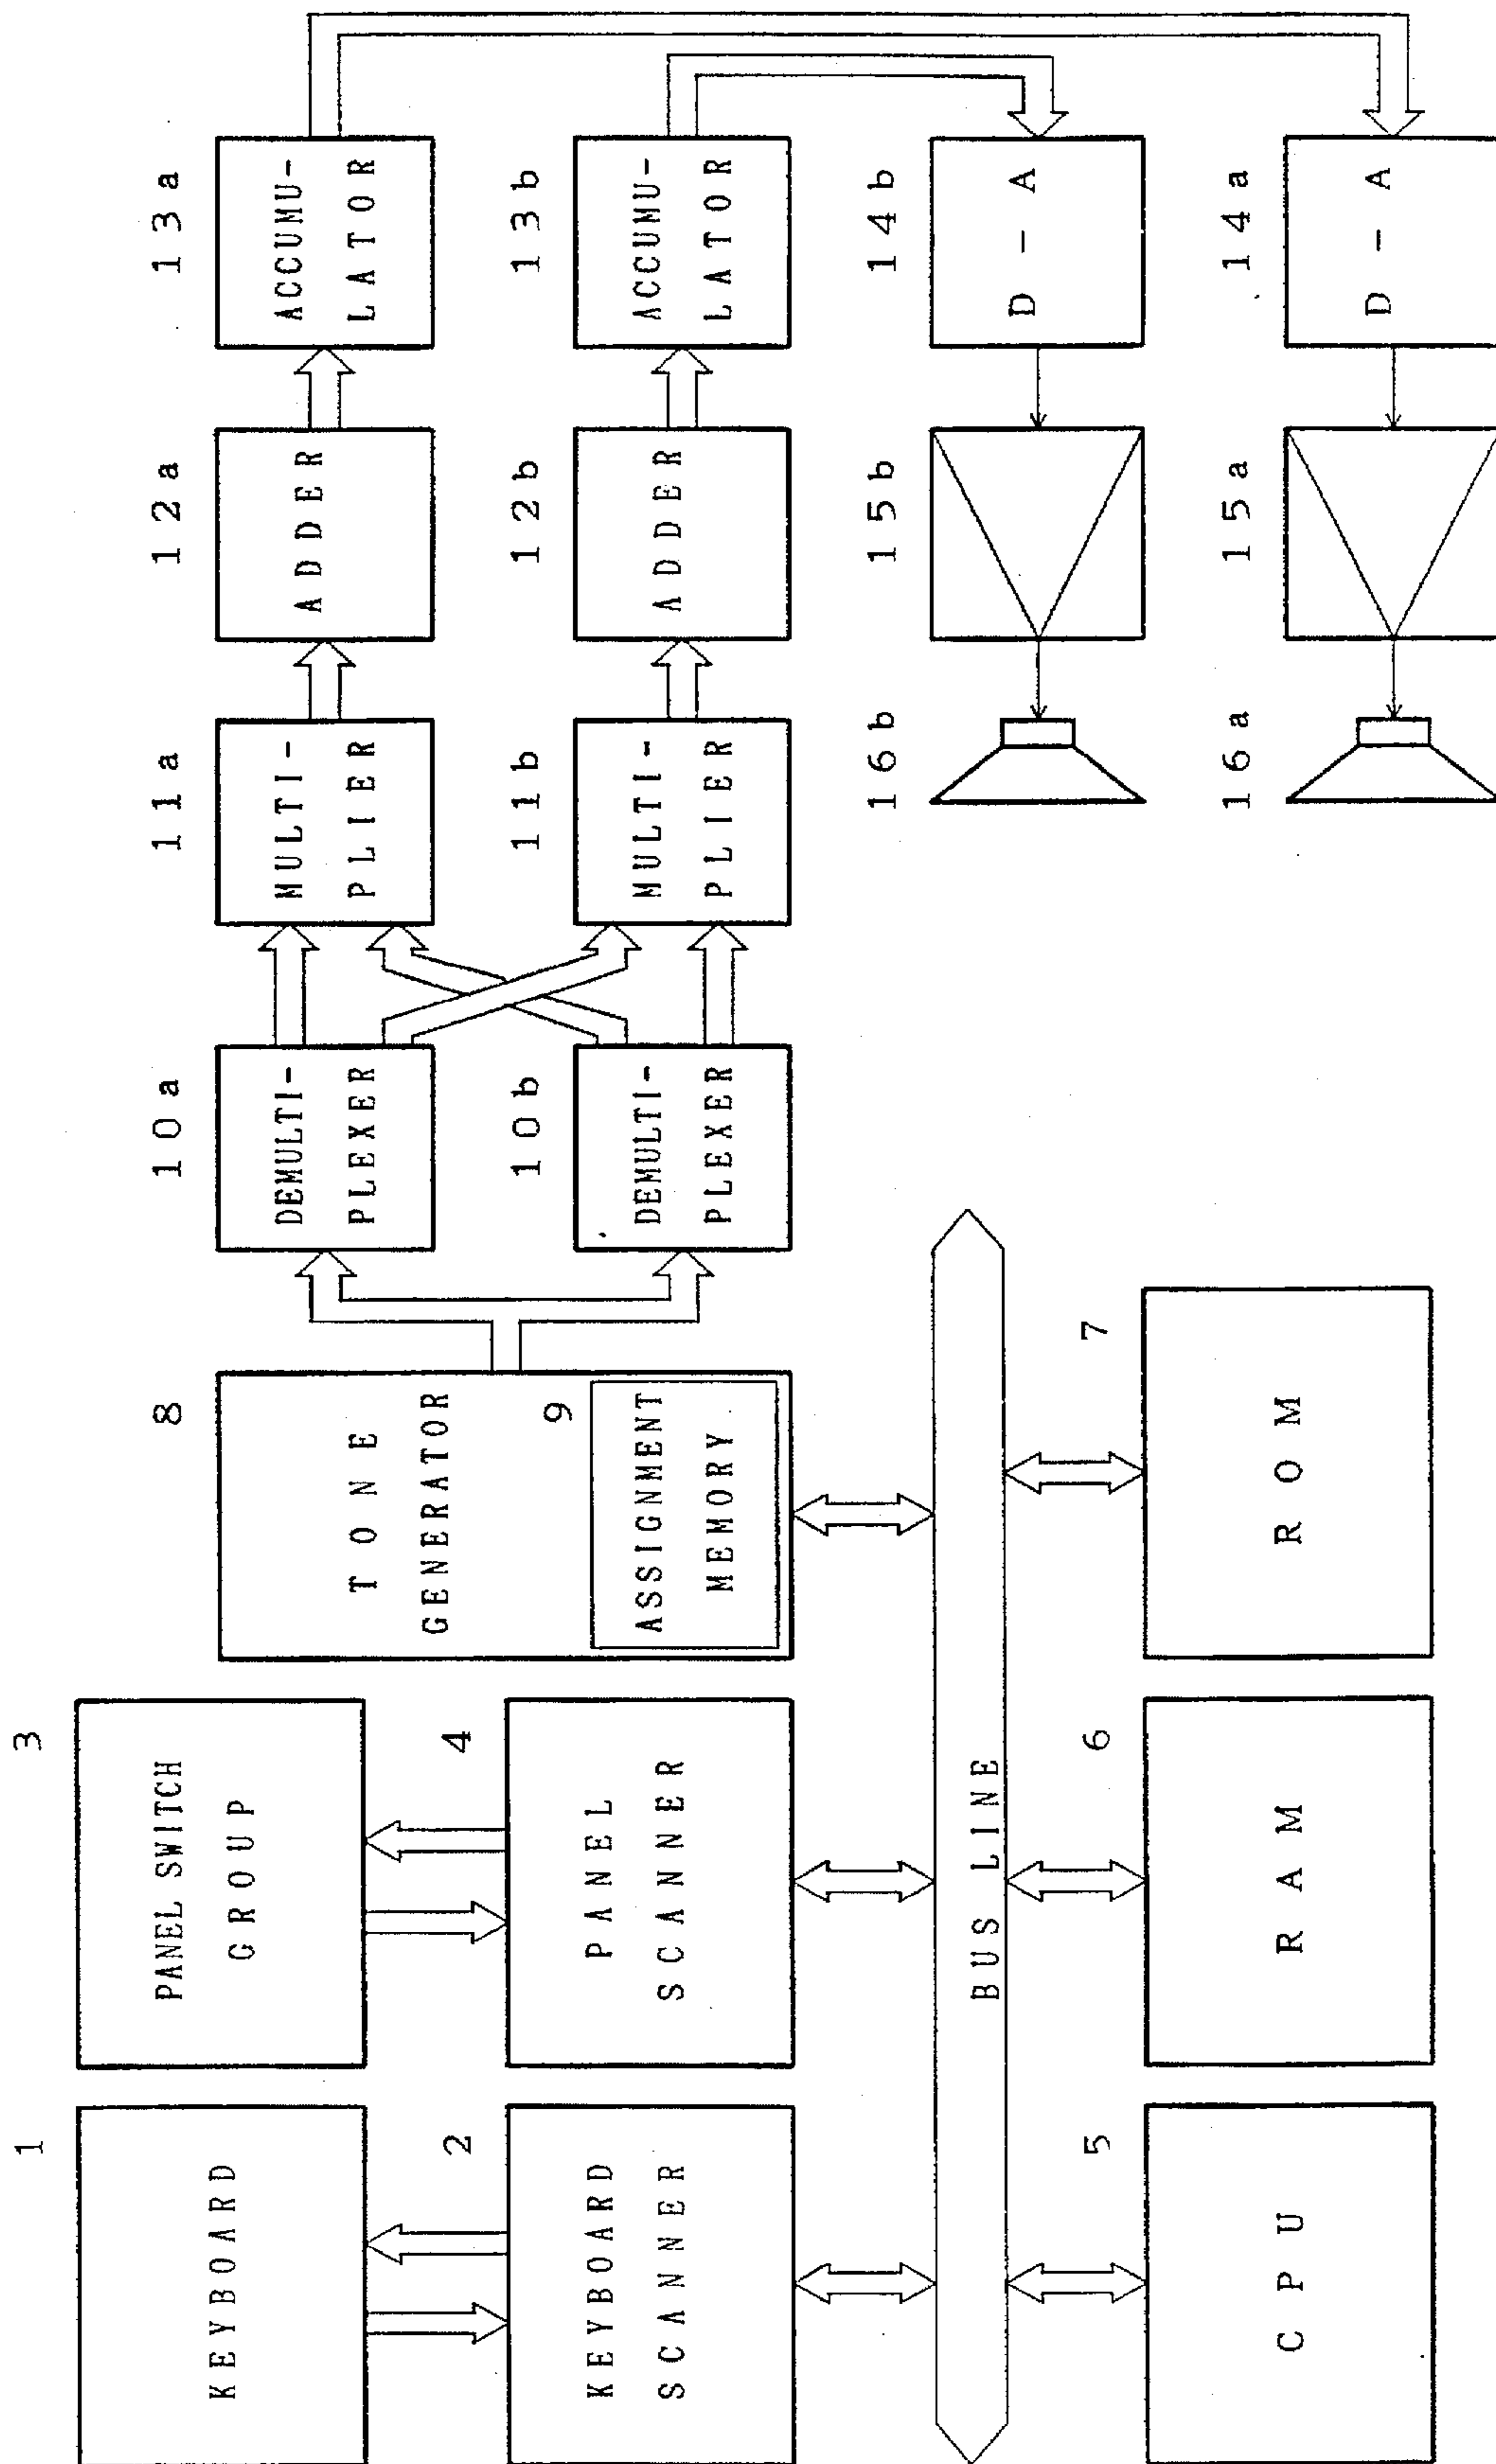 1
KEYBOARD
3
PANEL SWITCH
GROUP
2
KEYBOARD
SCANNER
4
PANEL
SCANNER
8
TONE
GENERATOR
9
ASSIGNMENT
MEMORY
10a
DEMULTI-
PLEXER
11a
MULTI-
PLIER
12a
ADDER
13a
ACCUMU-
LATOR
10b
DEMULTI-
PLEXER
11b
MULTI-
PLIER
12b
ADDER
13b
ACCUMU-
LATOR
16b
15b
14b
D-A
16a
15a
14a
D-A
BUS LINE
5
CPU
6
RAM
7
ROM